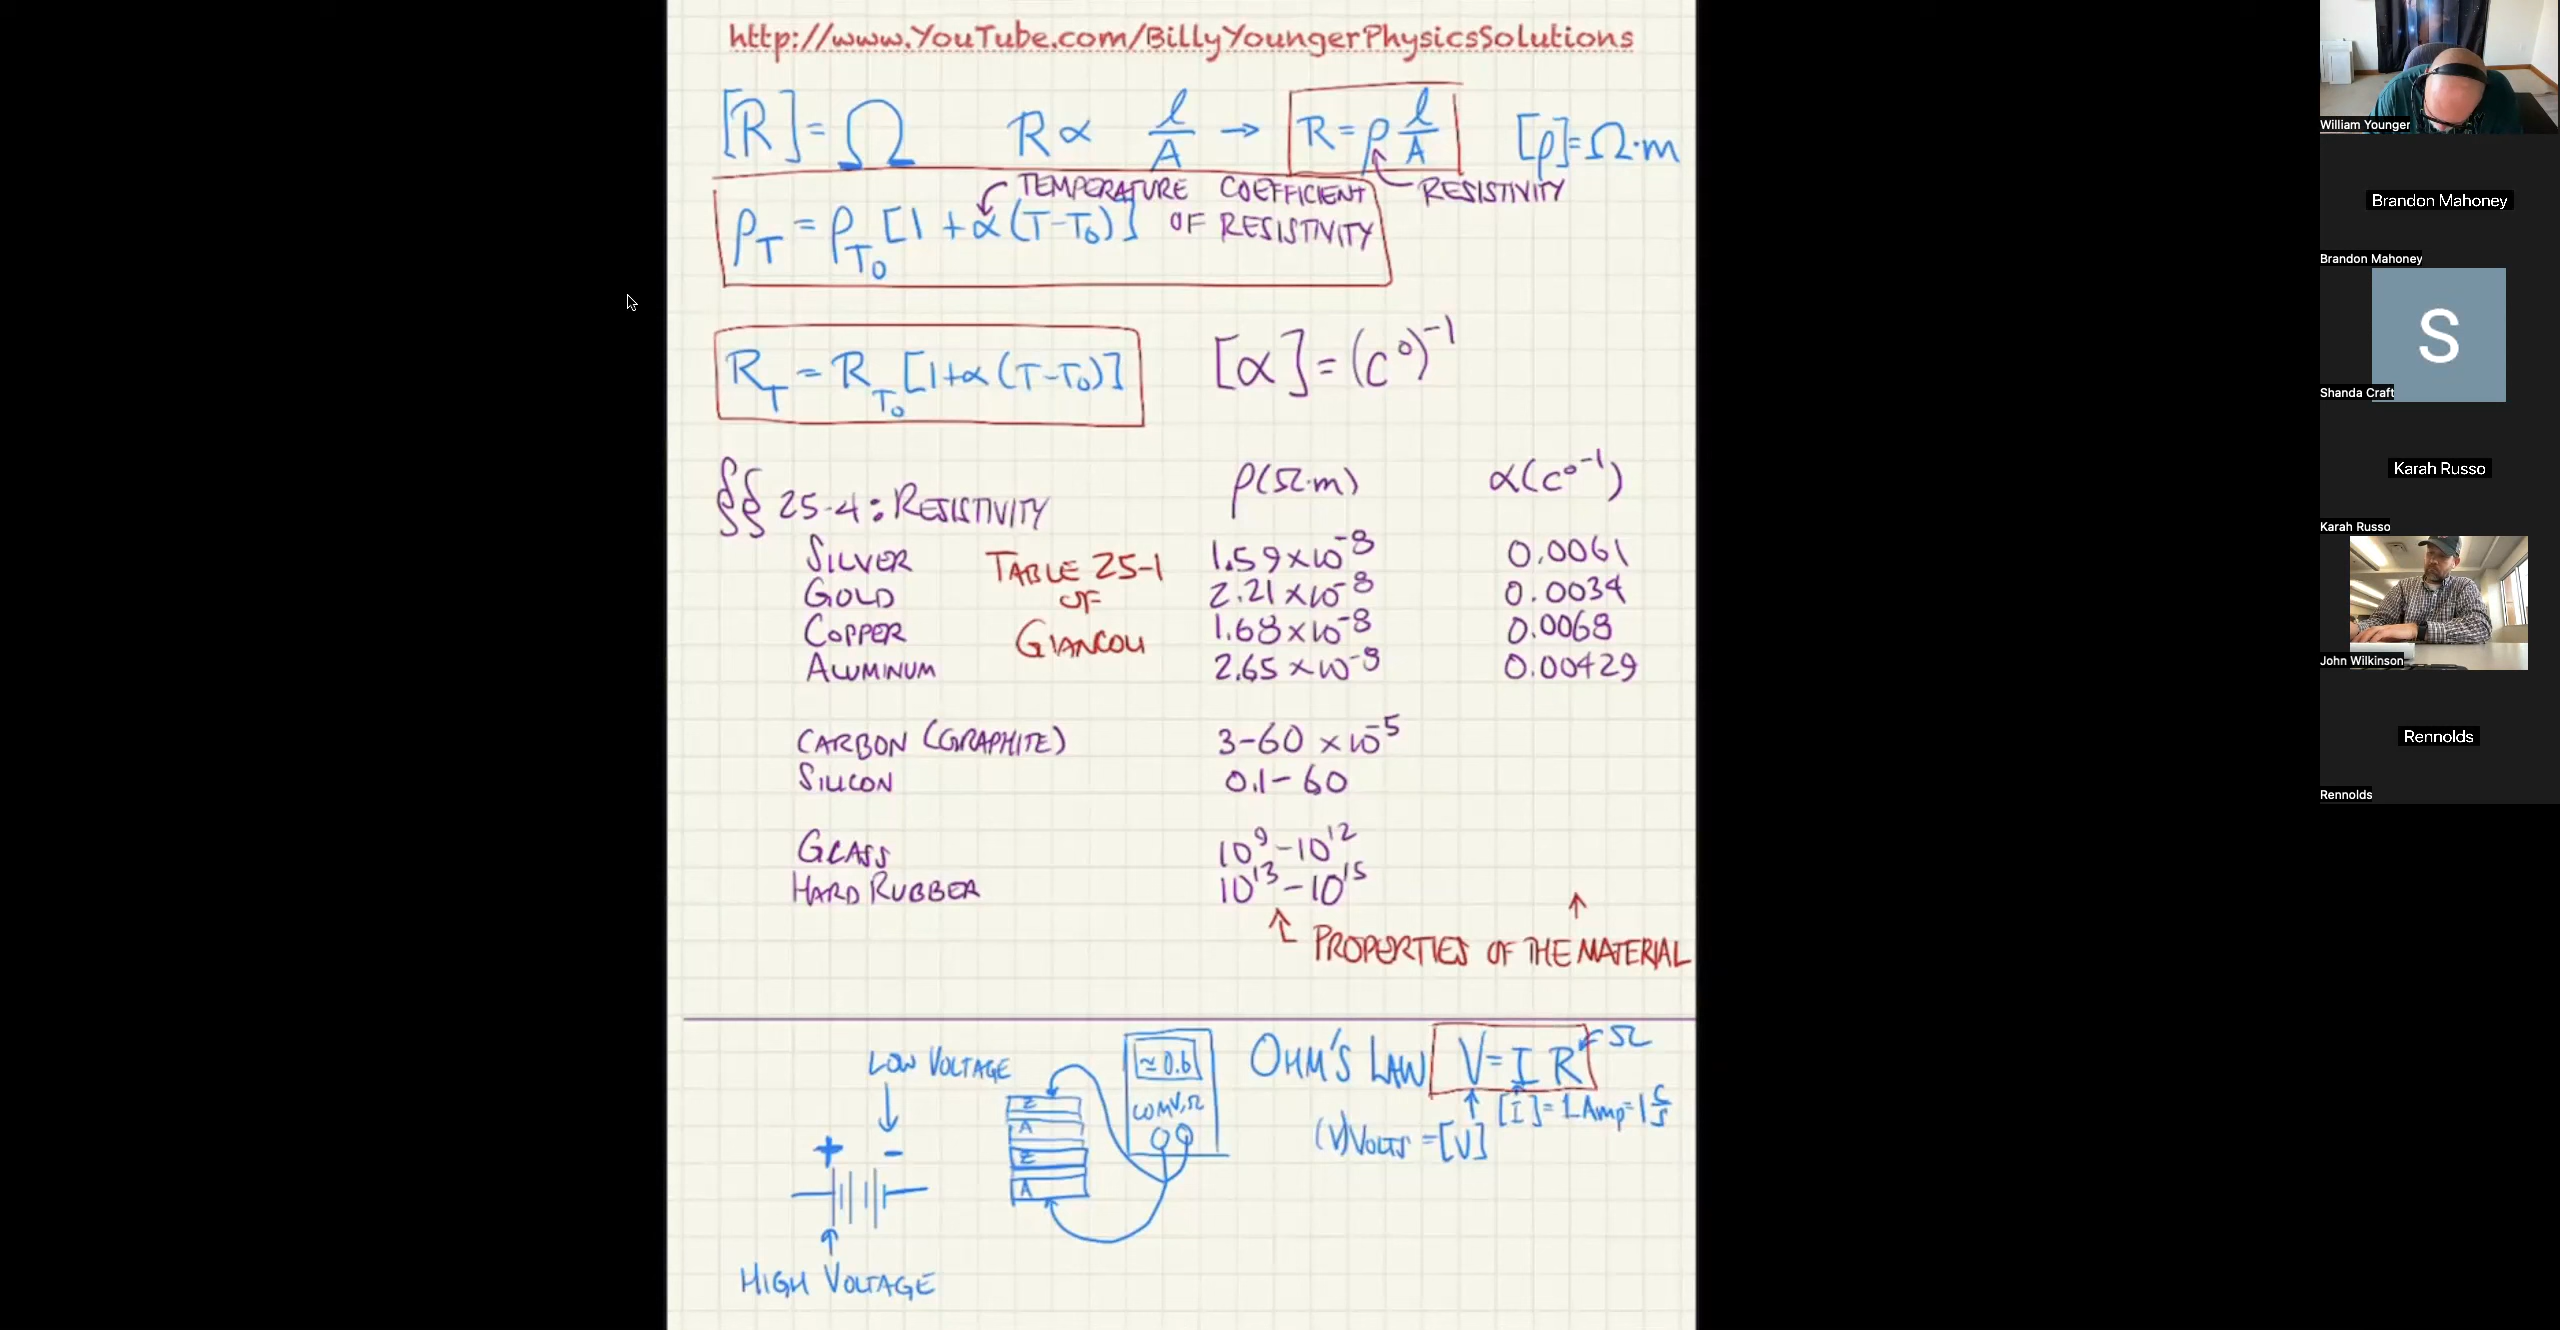 http://www.YouTube.com/BillyYoungerPhysicsSolutions
[R] = Ω R ∝ l/A → R = ρ l/A [ρ] = Ω·m
TEMPERATURE COEFFICIENT OF RESISTIVITY
RESISTIVITY
ρ_T = ρ_T₀ [1 + α (T-T₀)]
R_T = R_T₀ [1+α (T-T₀)] [α] = (C°)⁻¹
§§ 25-4: RESISTIVITY ρ(Ω·m) α(C°⁻¹)
TABLE 25-1 OF GIANCOLI
SILVER 1.59×10⁻⁸ 0.0061
GOLD 2.21×10⁻⁸ 0.0034
COPPER 1.68×10⁻⁸ 0.0068
ALUMINUM 2.65×10⁻⁸ 0.00429
CARBON (GRAPHITE) 3-60 ×10⁻⁵
SILICON 0.1-60
GLASS 10⁹-10¹²
HARD RUBBER 10¹³-10¹⁵
↑ ↑
PROPERTIES OF THE MATERIAL
LOW VOLTAGE
+ -
HIGH VOLTAGE
Z
A
Z
A
≈0.6
COM V,Ω
OHM'S LAW V = I R Ω
[I] = 1 Amp = 1 C/s
(V) VOLTS = [V]
William Younger
Brandon Mahoney
Brandon Mahoney
S
Shanda Craft
Karah Russo
Karah Russo
John Wilkinson
Rennolds
Rennolds